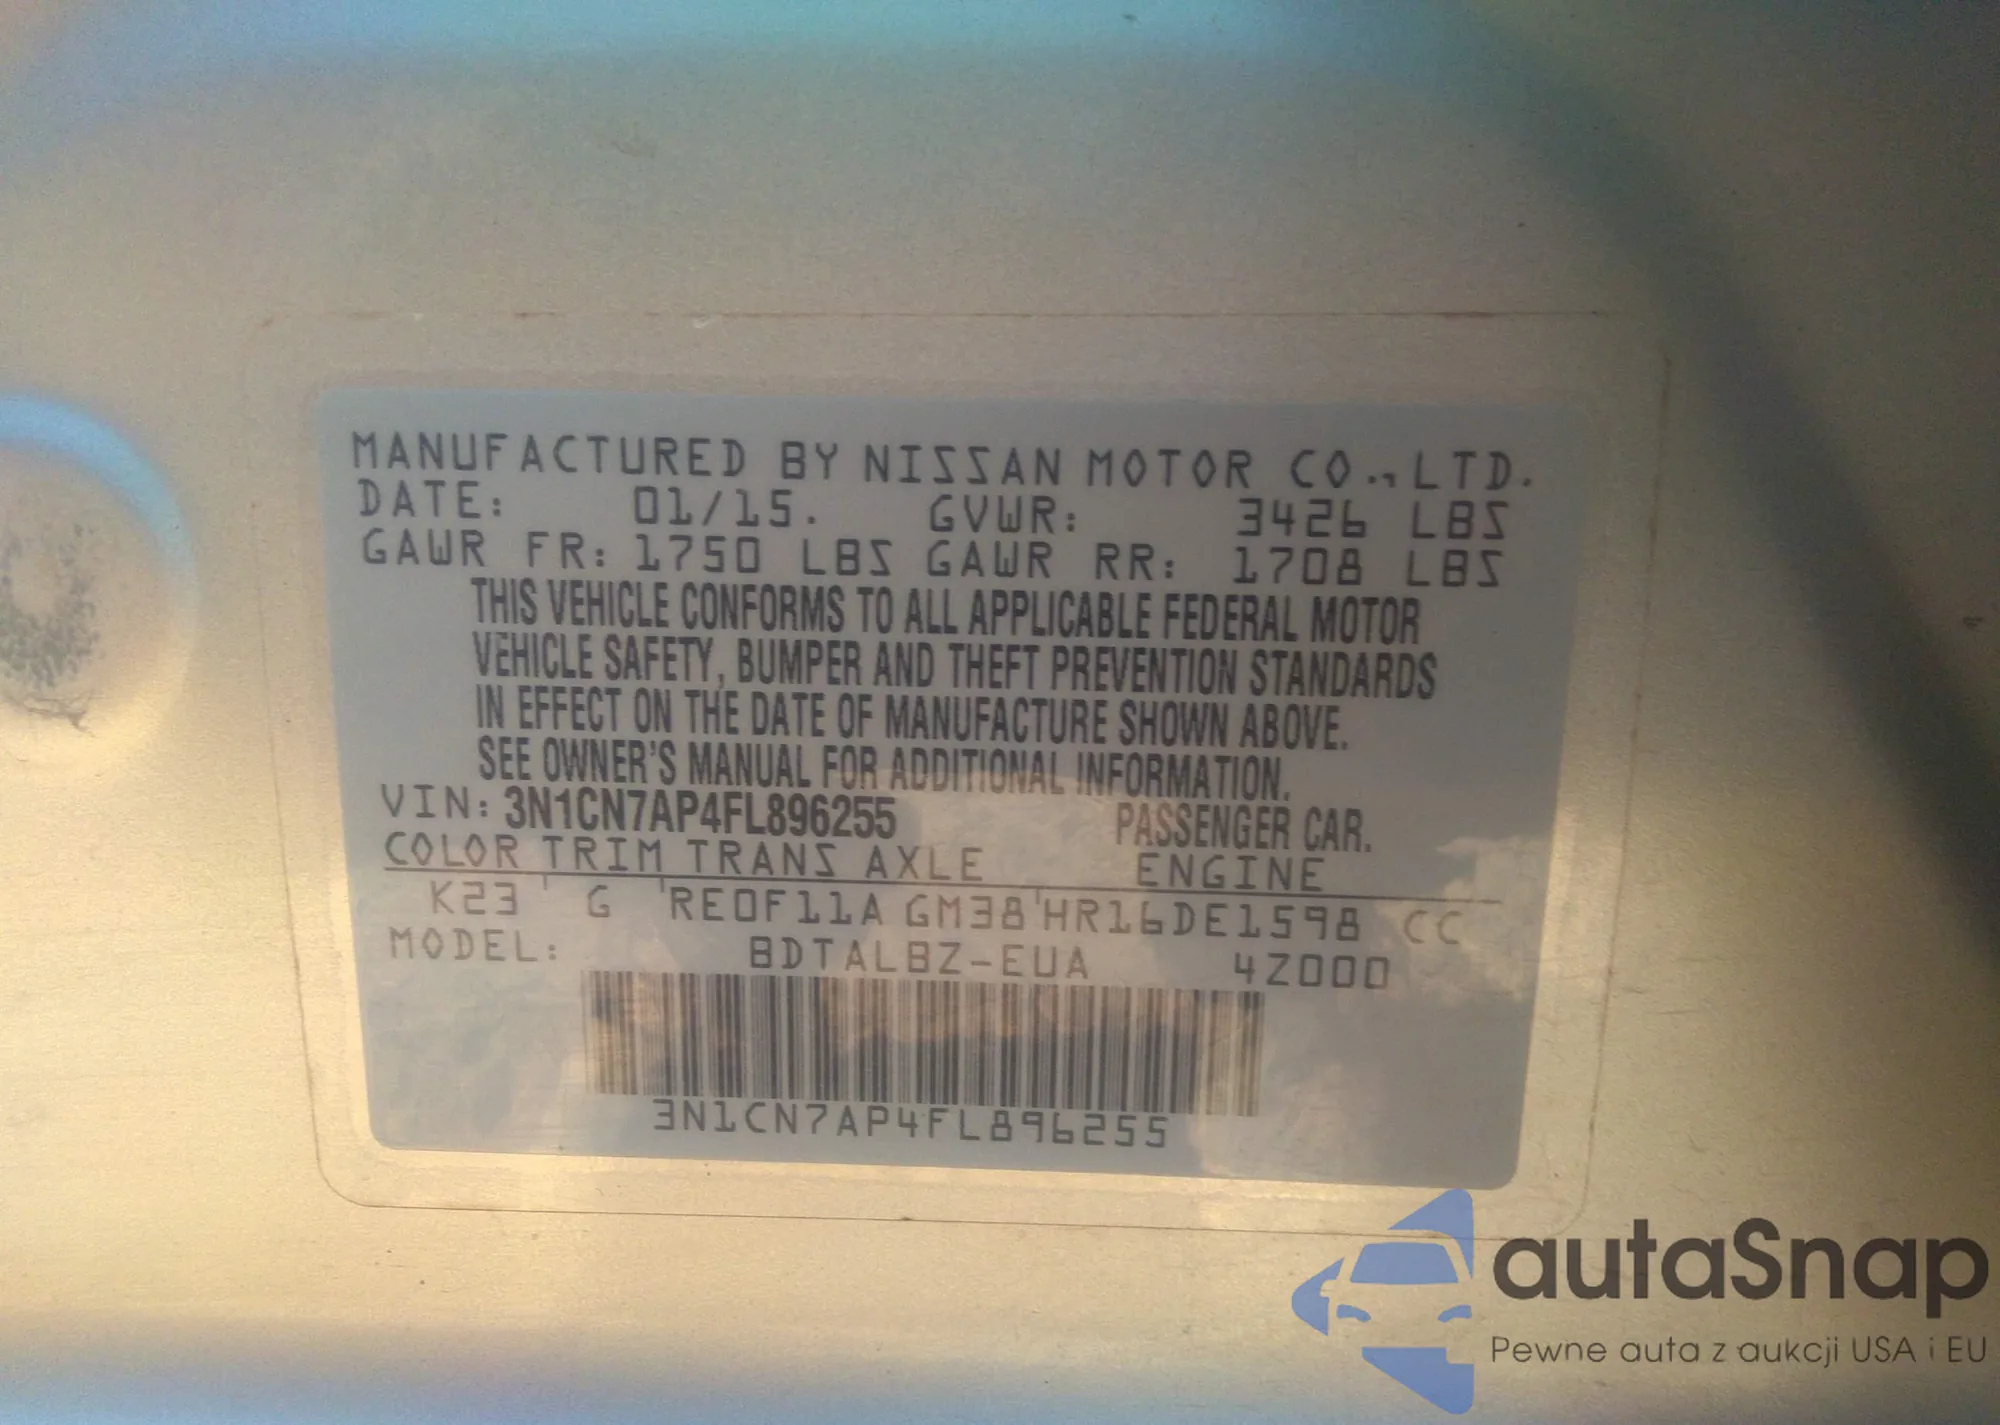 MANUFACTURED BY NISSAN MOTOR CO., LTD.
DATE: 01/15. GVWR: 3426 LBS
GAWR FR: 1750 LBS GAWR RR: 1708 LBS
THIS VEHICLE CONFORMS TO ALL APPLICABLE FEDERAL MOTOR
VEHICLE SAFETY, BUMPER AND THEFT PREVENTION STANDARDS
IN EFFECT ON THE DATE OF MANUFACTURE SHOWN ABOVE.
SEE OWNER'S MANUAL FOR ADDITIONAL INFORMATION.
VIN: 3N1CN7AP4FL896255 PASSENGER CAR.
COLOR TRIM TRANS AXLE ENGINE
K23 G RE0F11A GM38 HR16DE1598 CC
MODEL: BDTALBZ-EUA 4Z000
3N1CN7AP4FL896255
autaSnap
Pewne auta z aukcji USA i EU